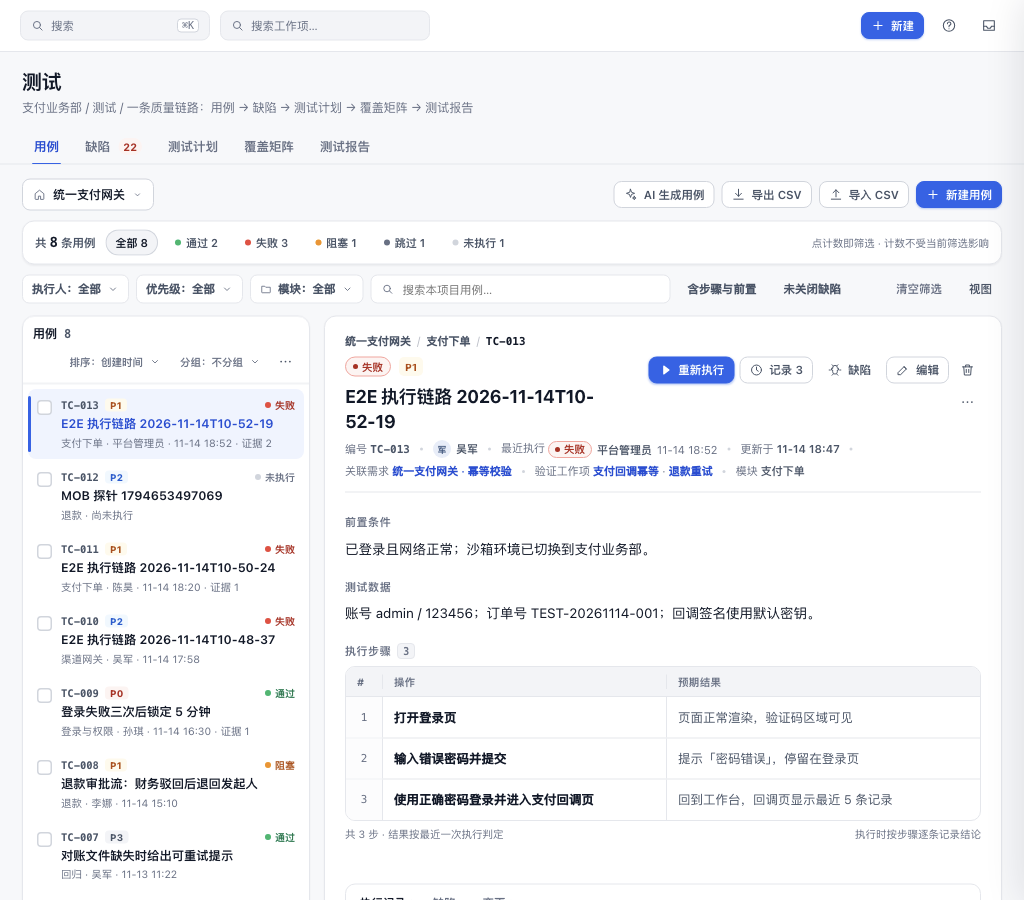 搜索 ⌘K 搜索工作项... 新建
测试
支付业务部 / 测试 / 一条质量链路：用例 → 缺陷 → 测试计划 → 覆盖矩阵 → 测试报告
用例 缺陷 22 测试计划 覆盖矩阵 测试报告
统一支付网关 AI 生成用例 导出 CSV 导入 CSV 新建用例
共 8 条用例 全部 8 通过 2 失败 3 阻塞 1 跳过 1 未执行 1 点计数即筛选 · 计数不受当前筛选影响
执行人：全部 优先级：全部 模块：全部 搜索本项目用例... 含步骤与前置 未关闭缺陷 清空筛选 视图
用例 8
排序：创建时间 分组：不分组 ···
TC-013 P1 失败
E2E 执行链路 2026-11-14T10-52-19
支付下单 · 平台管理员 · 11-14 18:52 · 证据 2
TC-012 P2 未执行
MOB 探针 1794653497069
退款 · 尚未执行
TC-011 P1 失败
E2E 执行链路 2026-11-14T10-50-24
支付下单 · 陈昊 · 11-14 18:20 · 证据 1
TC-010 P2 失败
E2E 执行链路 2026-11-14T10-48-37
渠道网关 · 吴军 · 11-14 17:58
TC-009 P0 通过
登录失败三次后锁定 5 分钟
登录与权限 · 孙琪 · 11-14 16:30 · 证据 1
TC-008 P1 阻塞
退款审批流：财务驳回后退回发起人
退款 · 李娜 · 11-14 15:10
TC-007 P3 通过
对账文件缺失时给出可重试提示
回归 · 吴军 · 11-13 11:22
统一支付网关 / 支付下单 / TC-013
失败 P1 重新执行 记录 3 缺陷 编辑
E2E 执行链路 2026-11-14T10-
52-19
···
编号 TC-013 · 军 吴军 · 最近执行 失败 平台管理员 11-14 18:52 · 更新于 11-14 18:47 ·
关联需求 统一支付网关 · 幂等校验 · 验证工作项 支付回调幂等 · 退款重试 · 模块 支付下单
前置条件
已登录且网络正常；沙箱环境已切换到支付业务部。
测试数据
账号 admin / 123456；订单号 TEST-20261114-001；回调签名使用默认密钥。
执行步骤 3
# 操作 预期结果
1 打开登录页 页面正常渲染，验证码区域可见
2 输入错误密码并提交 提示「密码错误」，停留在登录页
3 使用正确密码登录并进入支付回调页 回到工作台，回调页显示最近 5 条记录
共 3 步 · 结果按最近一次执行判定 执行时按步骤逐条记录结论